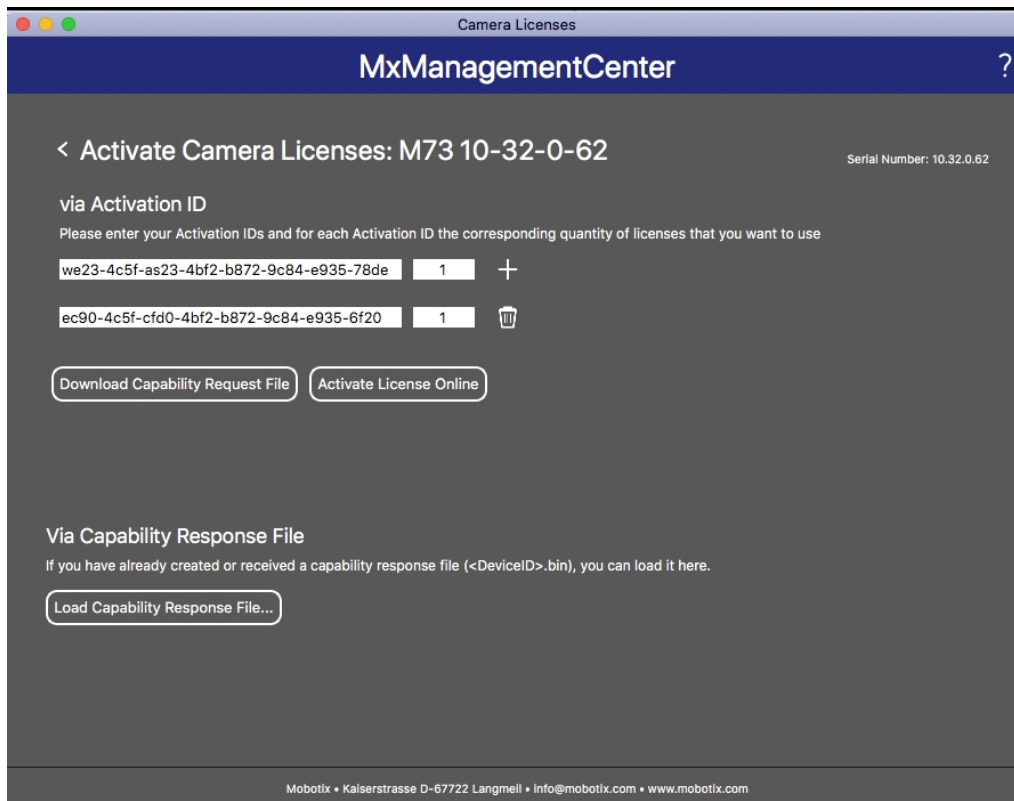 Camera Licenses
MxManagementCenter
?
< Activate Camera Licenses: M73 10-32-0-62
Serial Number: 10.32.0.62
via Activation ID
Please enter your Activation IDs and for each Activation ID the corresponding quantity of licenses that you want to use
we23-4c5f-as23-4bf2-b872-9c84-e935-78de 1 +
ec90-4c5f-cfd0-4bf2-b872-9c84-e935-6f20 1
Download Capability Request File Activate License Online
Via Capability Response File
If you have already created or received a capability response file (<DeviceID>.bin), you can load it here.
Load Capability Response File...
Mobotix • Kaiserstrasse D-67722 Langmeil • info@mobotix.com • www.mobotix.com